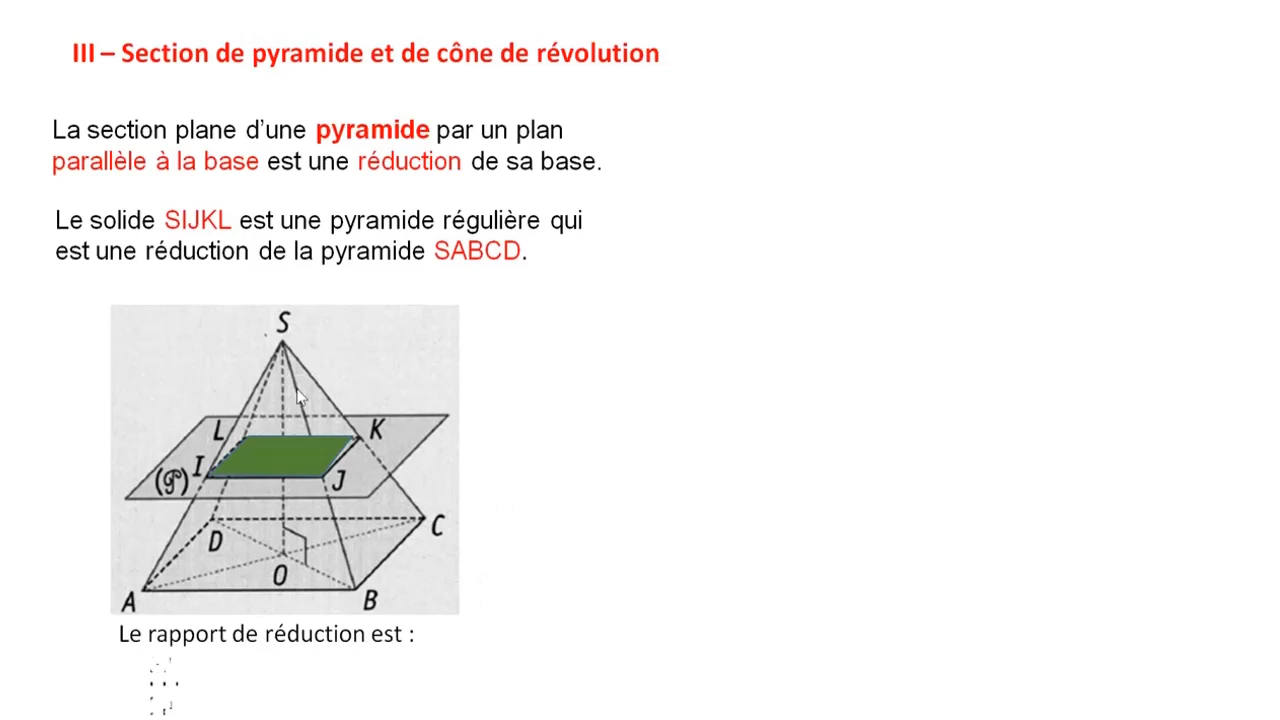 III – Section de pyramide et de cône de révolution
La section plane d'une pyramide par un plan
parallèle à la base est une réduction de sa base.
Le solide SIJKL est une pyramide régulière qui
est une réduction de la pyramide SABCD.
S
L
K
I
(𝒫)
J
D
C
O
A
B
Le rapport de réduction est :